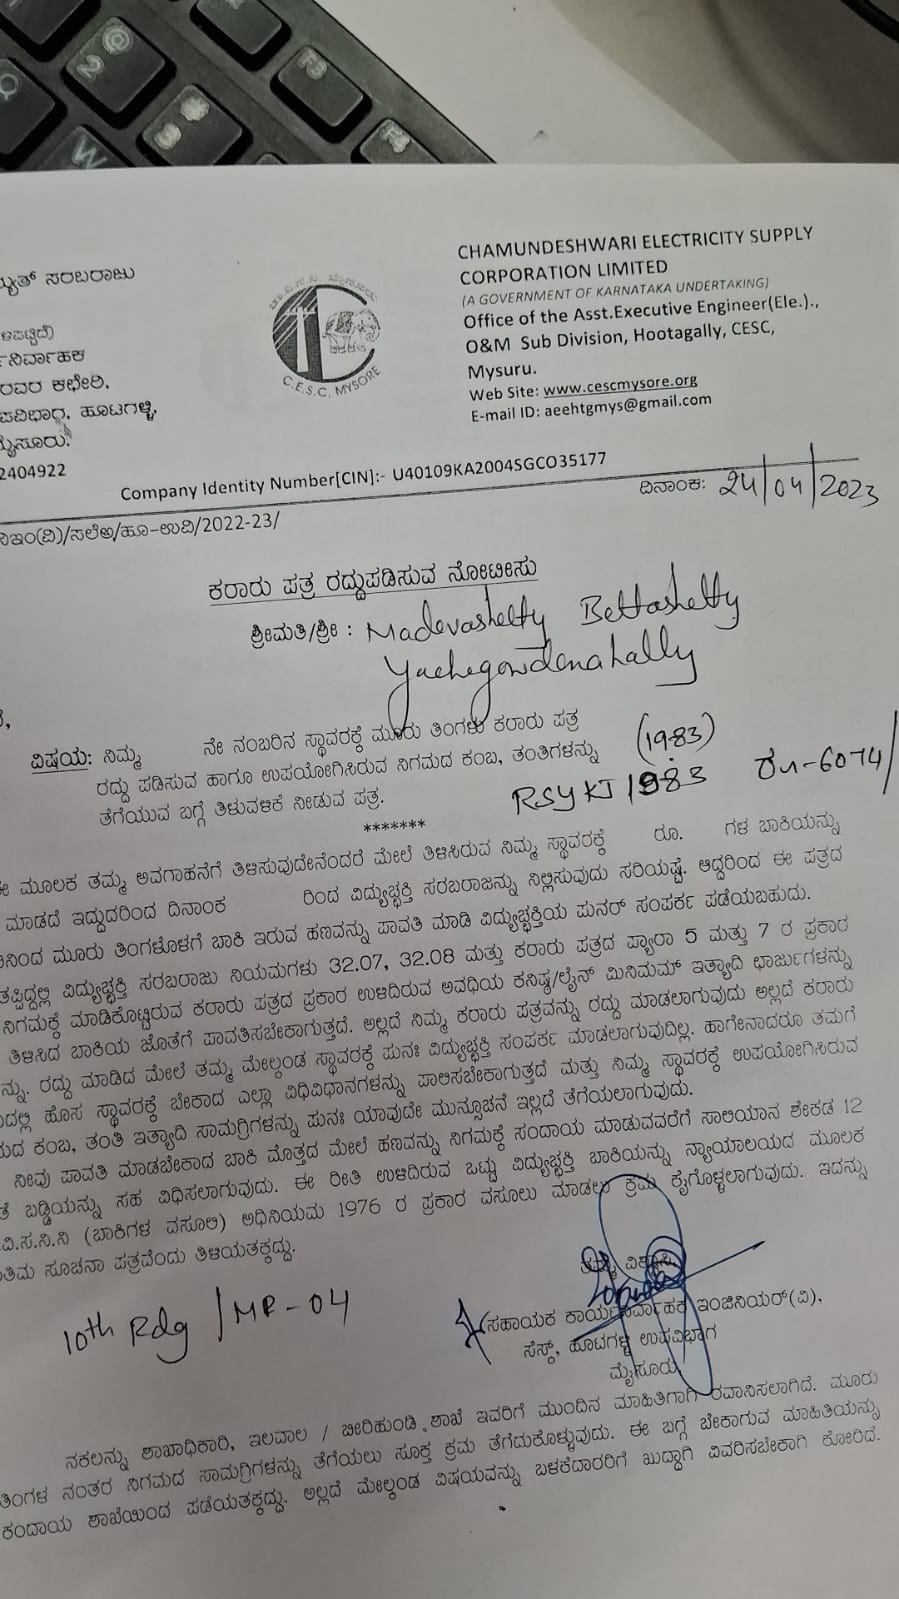 @
2
F3
#
3
F4
Q
W
ಸರಬರಾಜು
CHAMUNDESHWARI ELECTRICITY SUPPLY
CORPORATION LIMITED
(A GOVERNMENT OF KARNATAKA UNDERTAKING)
Office of the Asst.Executive Engineer(Ele.).,
O&M Sub Division, Hootagally, CESC,
Mysuru.
Web Site: www.cescmysore.org
E-mail ID: aeehtgmys@gmail.com
C.E.S.C. MYSORE
ನಿರ್ವಾಹಕ
ರವರ ಕಛೇರಿ,
ಪವಿಭಾಗ, ಹೂಟಗಳ್ಳಿ,
ಮೈಸೂರು.
2404922
Company Identity Number[CIN]:- U40109KA2004SGC035177
ನಿಇಂ(ವಿ)/ಸಲೆಅ/ಹೂ-ಉವಿ/2022-23/
ದಿನಾಂಕ: 24/04/2023
ಕರಾರು ಪತ್ರ ರದ್ದುಪಡಿಸುವ ನೋಟೀಸು
ಶ್ರೀಮತಿ/ಶ್ರೀ : Madevashetty Bettashetty
Yachegowdanahally
ವಿಷಯ: ನಿಮ್ಮ ನೇ ನಂಬರಿನ ಸ್ಥಾವರಕ್ಕೆ ಮೂರು ತಿಂಗಳು ಕರಾರು ಪತ್ರ (1983)
ರದ್ದು ಪಡಿಸುವ ಹಾಗೂ ಉಪಯೋಗಿಸಿರುವ ನಿಗಮದ ಕಂಬ, ತಂತಿಗಳನ್ನು
ತೆಗೆಯುವ ಬಗ್ಗೆ ತಿಳುವಳಿಕೆ ನೀಡುವ ಪತ್ರ. RSYKJ 1983 ರೂ-6074/
*******
ಈ ಮೂಲಕ ತಮ್ಮ ಅವಗಾಹನೆಗೆ ತಿಳಿಸುವುದೇನೆಂದರೆ ಮೇಲೆ ತಿಳಿಸಿರುವ ನಿಮ್ಮ ಸ್ಥಾವರಕ್ಕೆ ರೂ. ಗಳ ಬಾಕಿಯನ್ನು
ಮಾಡದೆ ಇದ್ದುದರಿಂದ ದಿನಾಂಕ ರಿಂದ ವಿದ್ಯುಚ್ಛಕ್ತಿ ಸರಬರಾಜನ್ನು ನಿಲ್ಲಿಸುವುದು ಸರಿಯಷ್ಟೆ. ಆದ್ದರಿಂದ ಈ ಪತ್ರದ
ನಿಂದ ಮೂರು ತಿಂಗಳೊಳಗೆ ಬಾಕಿ ಇರುವ ಹಣವನ್ನು ಪಾವತಿ ಮಾಡಿ ವಿದ್ಯುಚ್ಛಕ್ತಿಯ ಪುನರ್ ಸಂಪರ್ಕ ಪಡೆಯಬಹುದು.
ತಪ್ಪಿದ್ದಲ್ಲಿ ವಿದ್ಯುಚ್ಛಕ್ತಿ ಸರಬರಾಜು ನಿಯಮಗಳು 32.07, 32.08 ಮತ್ತು ಕರಾರು ಪತ್ರದ ಪ್ಯಾರಾ 5 ಮತ್ತು 7 ರ ಪ್ರಕಾರ
ನಿಗಮಕ್ಕೆ ಮಾಡಿಕೊಟ್ಟಿರುವ ಕರಾರು ಪತ್ರದ ಪ್ರಕಾರ ಉಳಿದಿರುವ ಅವಧಿಯ ಕನಿಷ್ಠ/ಲೈನ್ ಮಿನಿಮಮ್ ಇತ್ಯಾದಿ ಛಾರ್ಜುಗಳನ್ನು
ತಿಳಿಸಿದ ಬಾಕಿಯ ಜೊತೆಗೆ ಪಾವತಿಸಬೇಕಾಗುತ್ತದೆ. ಅಲ್ಲದೆ ನಿಮ್ಮ ಕರಾರು ಪತ್ರವನ್ನು ರದ್ದು ಮಾಡಲಾಗುವುದು ಅಲ್ಲದೆ ಕರಾರು
ನ್ನು. ರದ್ದು ಮಾಡಿದ ಮೇಲೆ ತಮ್ಮ ಮೇಲ್ಕಂಡ ಸ್ಥಾವರಕ್ಕೆ ಪುನಃ ವಿದ್ಯುಚ್ಛಕ್ತಿ ಸಂಪರ್ಕ ಮಾಡಲಾಗುವುದಿಲ್ಲ. ಹಾಗೇನಾದರೂ ತಮಗೆ
ದಲ್ಲಿ ಹೊಸ ಸ್ಥಾವರಕ್ಕೆ ಬೇಕಾದ ಎಲ್ಲಾ ವಿಧಿವಿಧಾನಗಳನ್ನು ಪಾಲಿಸಬೇಕಾಗುತ್ತದೆ ಮತ್ತು ನಿಮ್ಮ ಸ್ಥಾವರಕ್ಕೆ ಉಪಯೋಗಿಸಿರುವ
ಮದ ಕಂಬ, ತಂತಿ ಇತ್ಯಾದಿ ಸಾಮಗ್ರಿಗಳನ್ನು ಪುನಃ ಯಾವುದೇ ಮುನ್ಸೂಚನೆ ಇಲ್ಲದೆ ತೆಗೆಯಲಾಗುವುದು.
ನೀವು ಪಾವತಿ ಮಾಡಬೇಕಾದ ಬಾಕಿ ಮೊತ್ತದ ಮೇಲೆ ಹಣವನ್ನು ನಿಗಮಕ್ಕೆ ಸಂದಾಯ ಮಾಡುವವರೆಗೆ ಸಾಲಿಯಾನ ಶೇಕಡ 12
ತೆ ಬಡ್ಡಿಯನ್ನು ಸಹ ವಿಧಿಸಲಾಗುವುದು. ಈ ರೀತಿ ಉಳಿದಿರುವ ಒಟ್ಟು ವಿದ್ಯುಚ್ಛಕ್ತಿ ಬಾಕಿಯನ್ನು ನ್ಯಾಯಾಲಯದ ಮೂಲಕ
ವಿ.ಸ.ನಿ.ನಿ (ಬಾಕಿಗಳ ವಸೂಲಿ) ಅಧಿನಿಯಮ 1976 ರ ಪ್ರಕಾರ ವಸೂಲು ಮಾಡಲು ಕ್ರಮ ಕೈಗೊಳ್ಳಲಾಗುವುದು. ಇದನ್ನು
ತಿಮ ಸೂಚನಾ ಪತ್ರವೆಂದು ತಿಳಿಯತಕ್ಕದ್ದು.
10th Rdg / MR-04
ಸಹಾಯಕ ಕಾರ್ಯನಿರ್ವಾಹಕ ಇಂಜಿನಿಯರ್(ವಿ),
ಸೆಸ್ಕ್, ಹೂಟಗಳ್ಳಿ ಉಪವಿಭಾಗ
ಮೈಸೂರು.
ನಕಲನ್ನು ಶಾಖಾಧಿಕಾರಿ, ಇಲವಾಲ / ಬೀರಿಹುಂಡಿ ಶಾಖೆ ಇವರಿಗೆ ಮುಂದಿನ ಮಾಹಿತಿಗಾಗಿ ರವಾನಿಸಲಾಗಿದೆ. ಮೂರು
ತಿಂಗಳ ನಂತರ ನಿಗಮದ ಸಾಮಗ್ರಿಗಳನ್ನು ತೆಗೆಯಲು ಸೂಕ್ತ ಕ್ರಮ ತೆಗೆದುಕೊಳ್ಳುವುದು. ಈ ಬಗ್ಗೆ ಬೇಕಾಗುವ ಮಾಹಿತಿಯನ್ನು
ಕಂದಾಯ ಶಾಖೆಯಿಂದ ಪಡೆಯತಕ್ಕದ್ದು. ಅಲ್ಲದೆ ಮೇಲ್ಕಂಡ ವಿಷಯವನ್ನು ಬಳಕೆದಾರರಿಗೆ ಖುದ್ದಾಗಿ ವಿವರಿಸಬೇಕಾಗಿ ಕೋರಿದೆ.